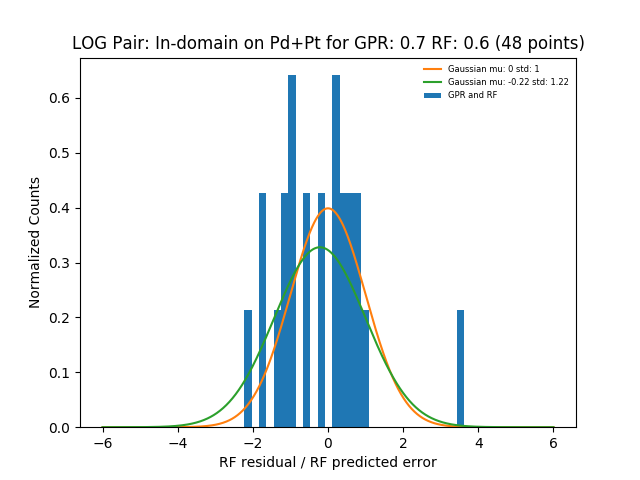 LOG Pair: In-domain on Pd+Pt for GPR: 0.7 RF: 0.6 (48 points)
Gaussian mu: 0 std: 1
Gaussian mu: -0.22 std: 1.22
GPR and RF
Normalized Counts
0.6
0.5
0.4
0.3
0.2
0.1
0.0
−6 −4 −2 0 2 4 6
RF residual / RF predicted error